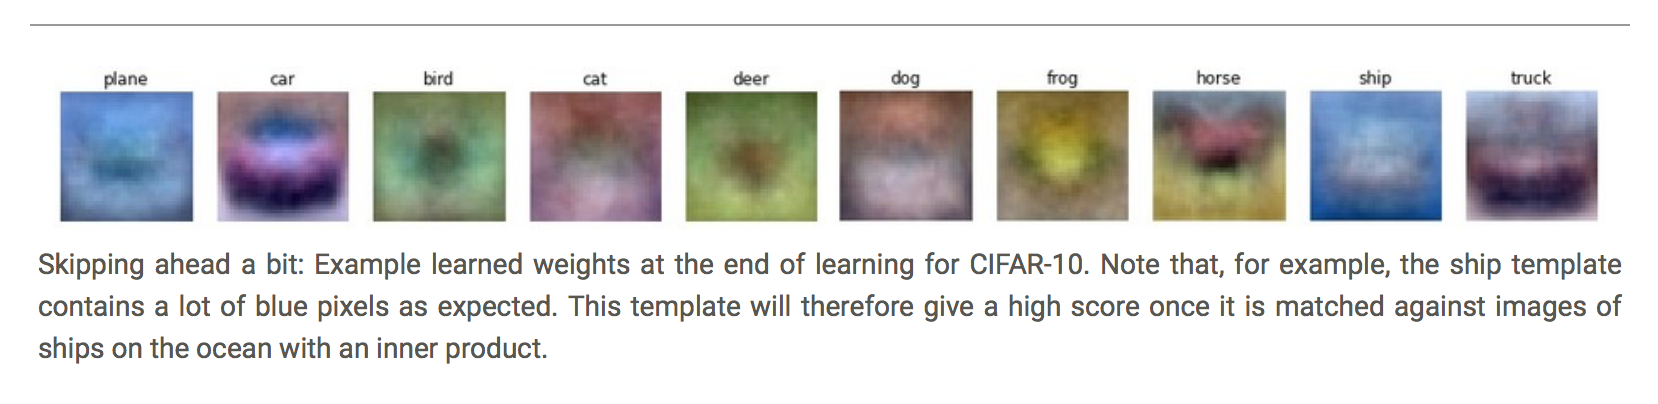 plane car bird cat deer dog frog horse ship truck
Skipping ahead a bit: Example learned weights at the end of learning for CIFAR-10. Note that, for example, the ship template
contains a lot of blue pixels as expected. This template will therefore give a high score once it is matched against images of
ships on the ocean with an inner product.